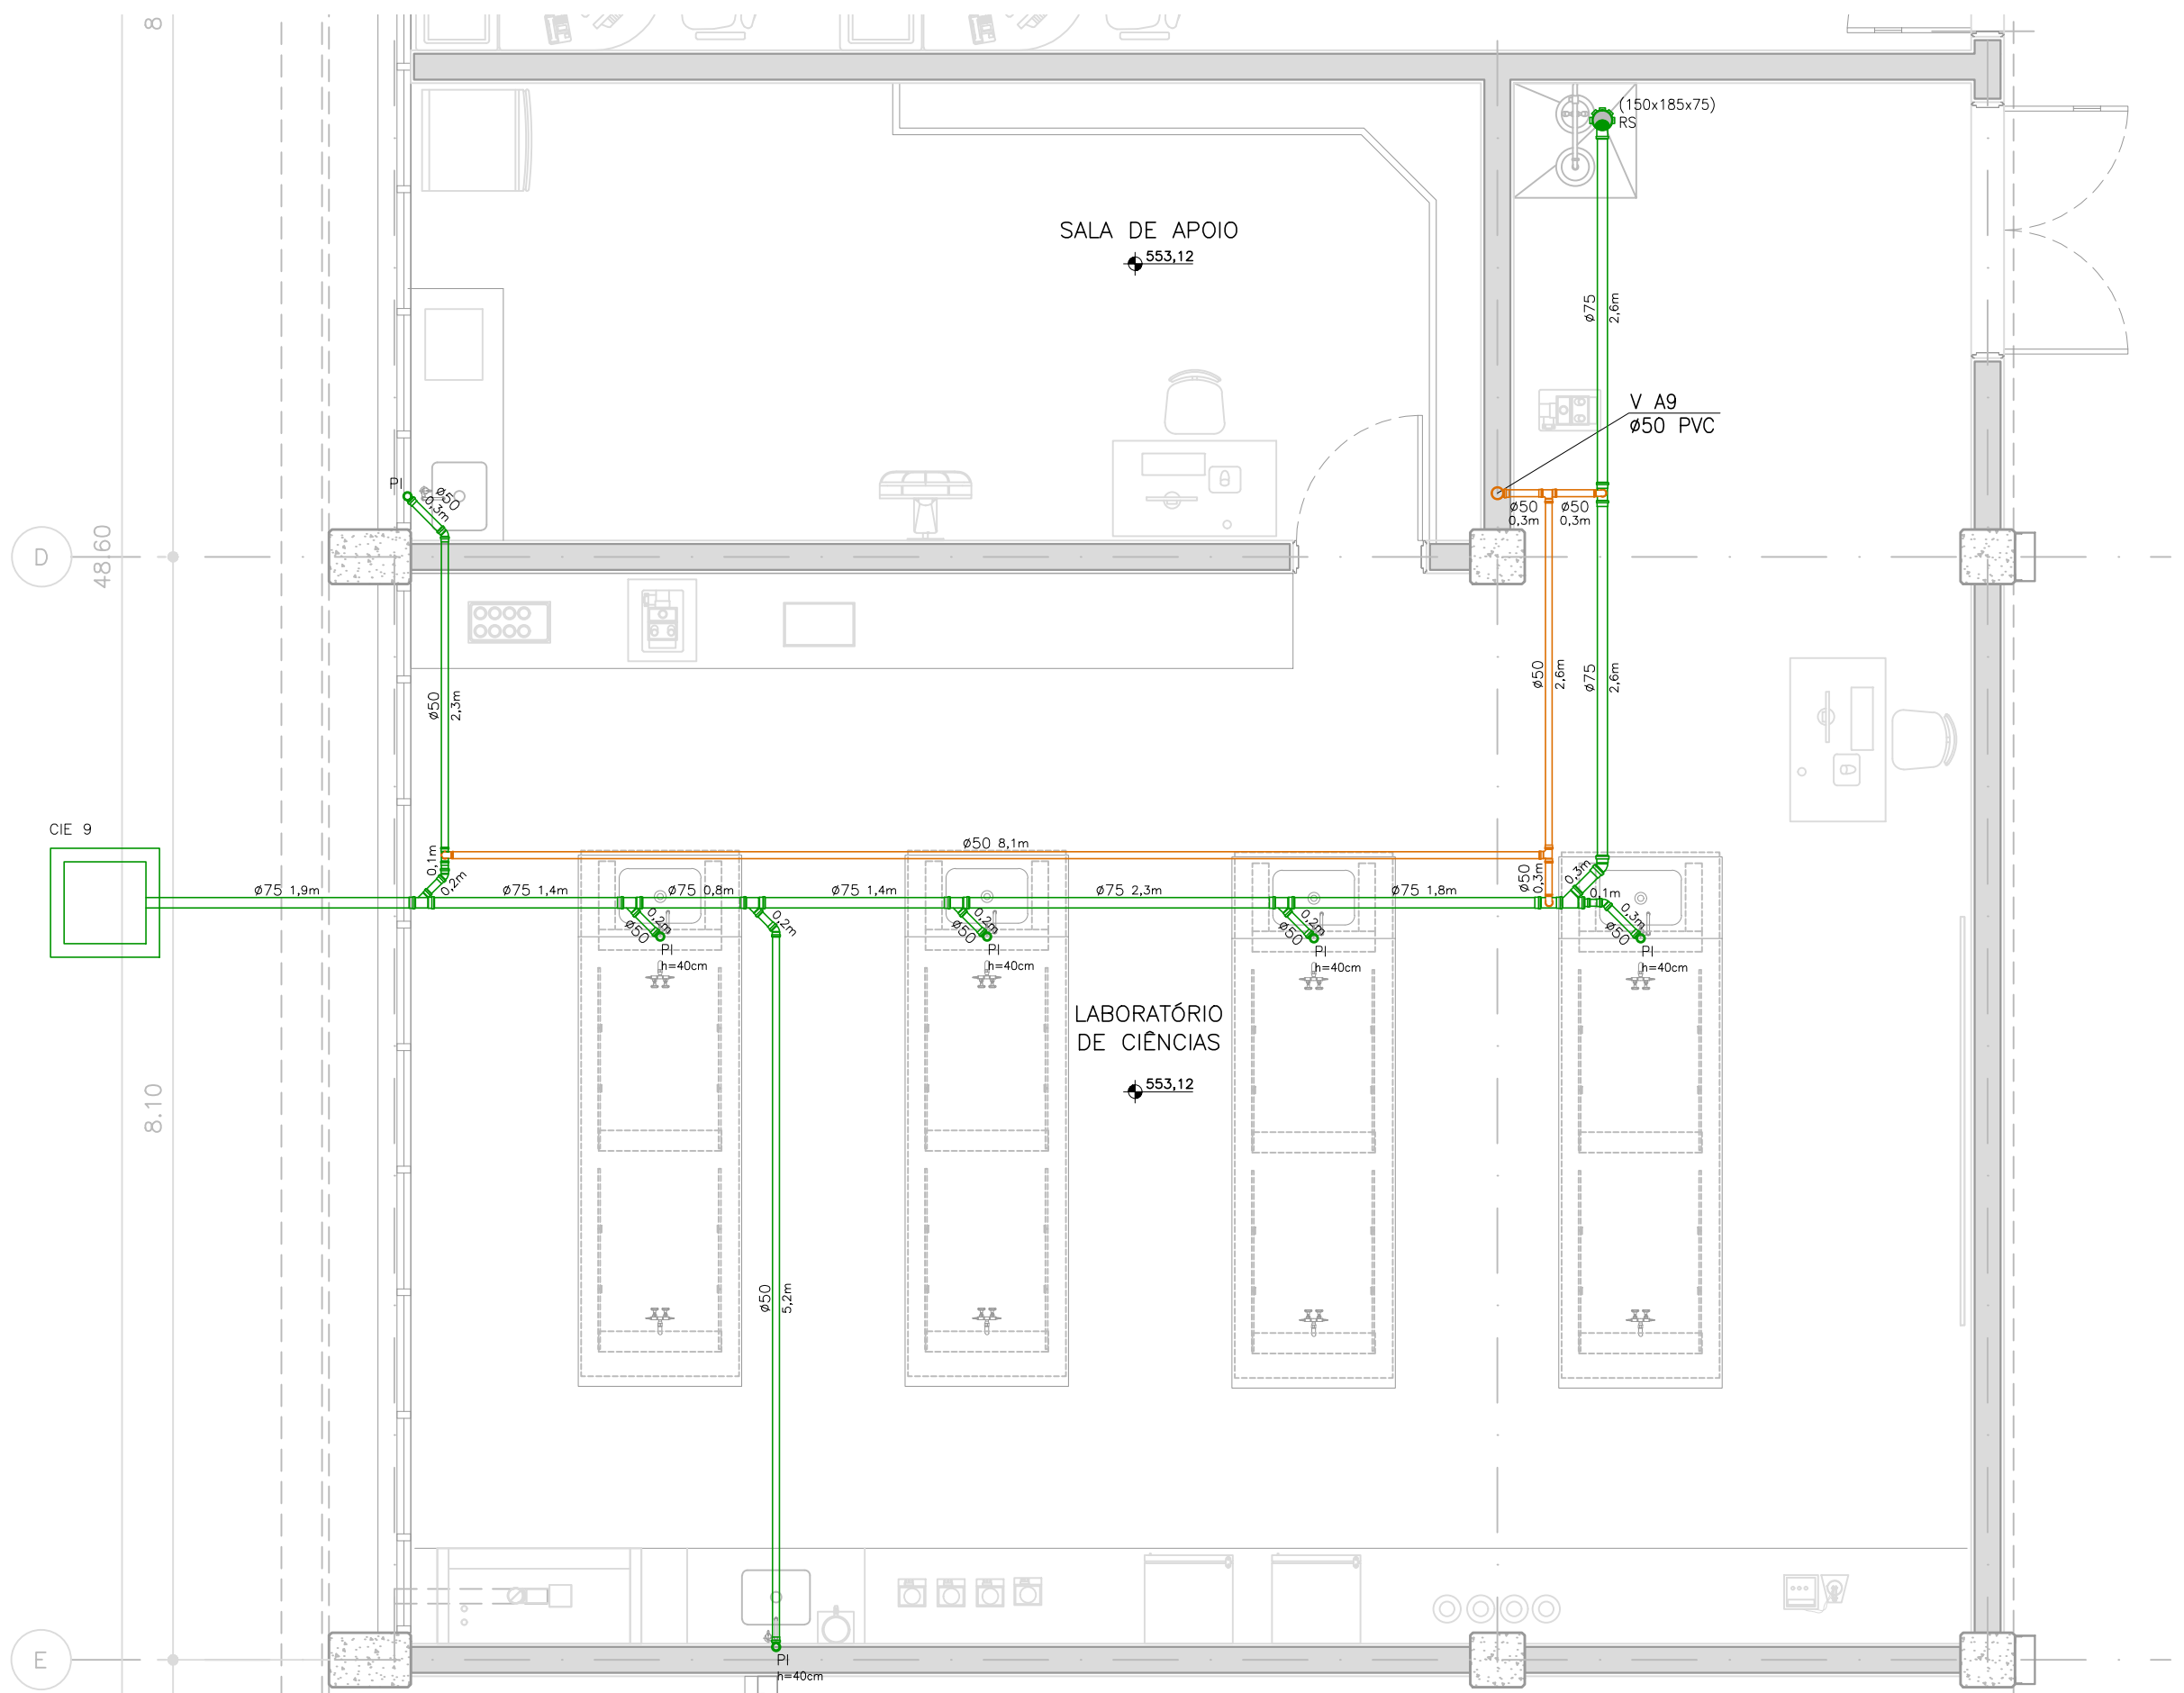 8
(150x185x75)
RS
SALA DE APOIO
553,12
ø75
2,6m
V A9
ø50 PVC
PI
ø50
0,3m
ø50
0,3m
ø50
0,3m
D
48.60
ø50
2,3m
ø50
2,6m
ø75
2,6m
CIE 9
0,1m
0,2m
ø50 8,1m
ø50
0,3m
0,3m
0,1m
ø75 1,9m
ø75 1,4m
ø75 0,8m
ø75 1,4m
ø75 2,3m
ø75 1,8m
0,2m
ø50
0,2m
0,2m
ø50
0,2m
ø50
0,3m
ø50
PI
h=40cm
PI
h=40cm
PI
h=40cm
PI
h=40cm
LABORATÓRIO
DE CIÊNCIAS
553,12
8.10
ø50
5,2m
E
PI
h=40cm